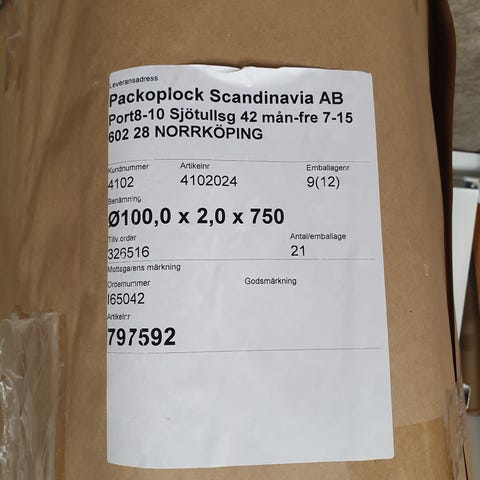 Leveransadress
Packoplock Scandinavia AB
Port8-10 Sjötullsg 42 mån-fre 7-15
602 28 NORRKÖPING
Kundnummer Artikelnr Emballagenr
4102 4102024 9(12)
Benämning
Ø100,0 x 2,0 x 750
Tillv.order Antal/emballage
326516 21
Mottagarens märkning
Ordernummer Godsmärkning
I65042
Artikelnr
797592